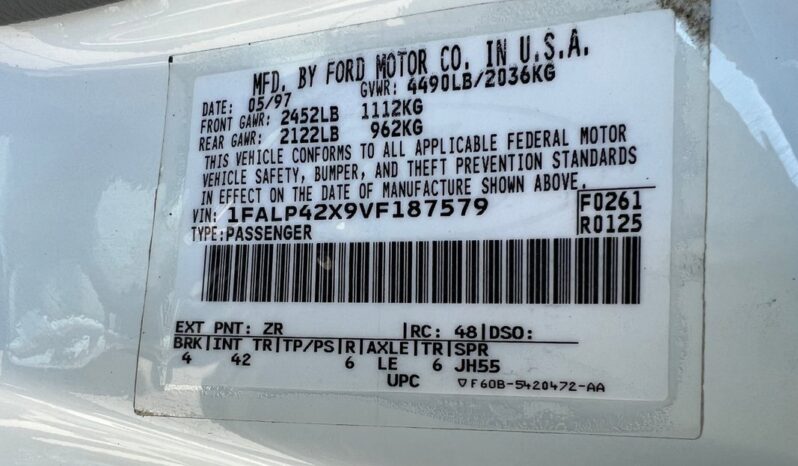 MFD. BY FORD MOTOR CO. IN U.S.A.
DATE: 05/97 GVWR: 4490LB/2036KG
FRONT GAWR: 2452LB 1112KG
REAR GAWR: 2122LB 962KG
THIS VEHICLE CONFORMS TO ALL APPLICABLE FEDERAL MOTOR
VEHICLE SAFETY, BUMPER, AND THEFT PREVENTION STANDARDS
IN EFFECT ON THE DATE OF MANUFACTURE SHOWN ABOVE.
VIN: 1FALP42X9VF187579 F0261
TYPE: PASSENGER R0125
EXT PNT: ZR |RC: 48|DSO:
BRK|INT TR|TP/PS|R|AXLE|TR|SPR
4 42 6 LE 6 JH55
UPC ▽F60B-5420472-AA